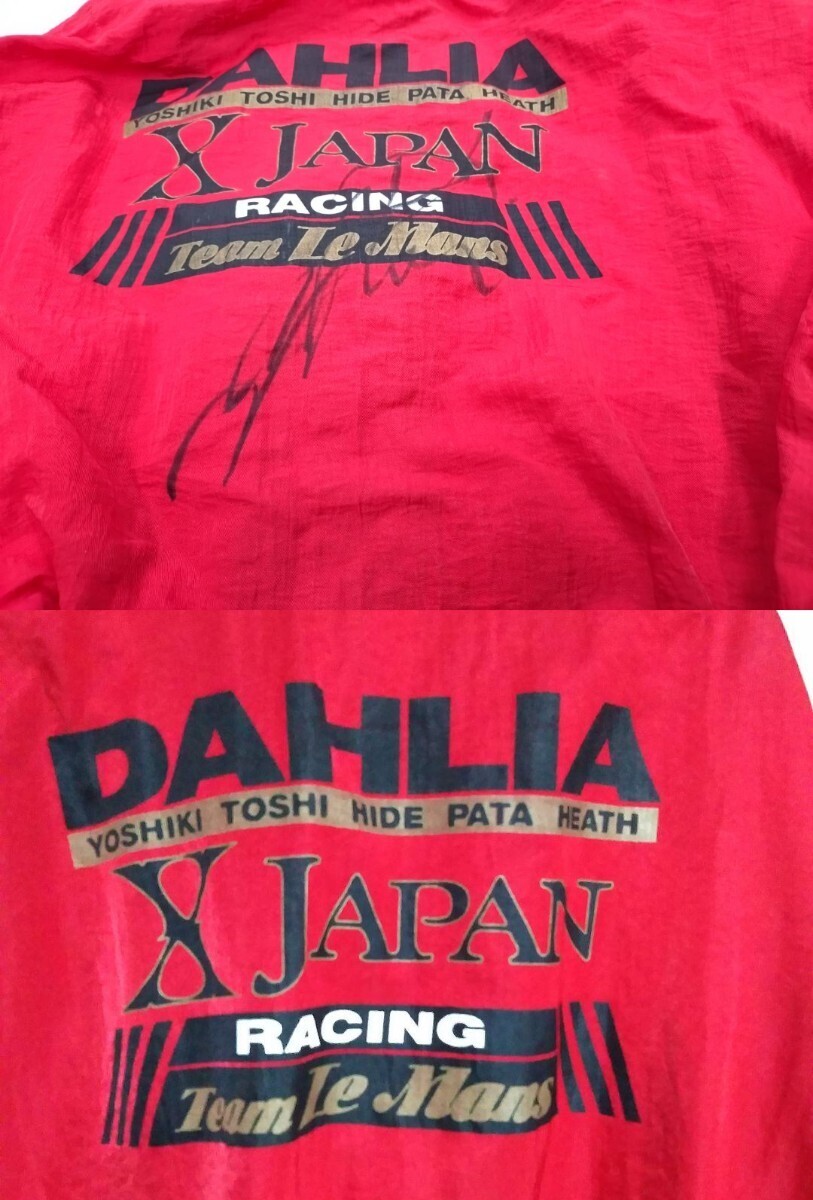 DAHLIA
YOSHIKI TOSHI HIDE PATA HEATH
X JAPAN
RACING
Team Le Mans
DAHLIA
YOSHIKI TOSHI HIDE PATA HEATH
X JAPAN
RACING
Team Le Mans